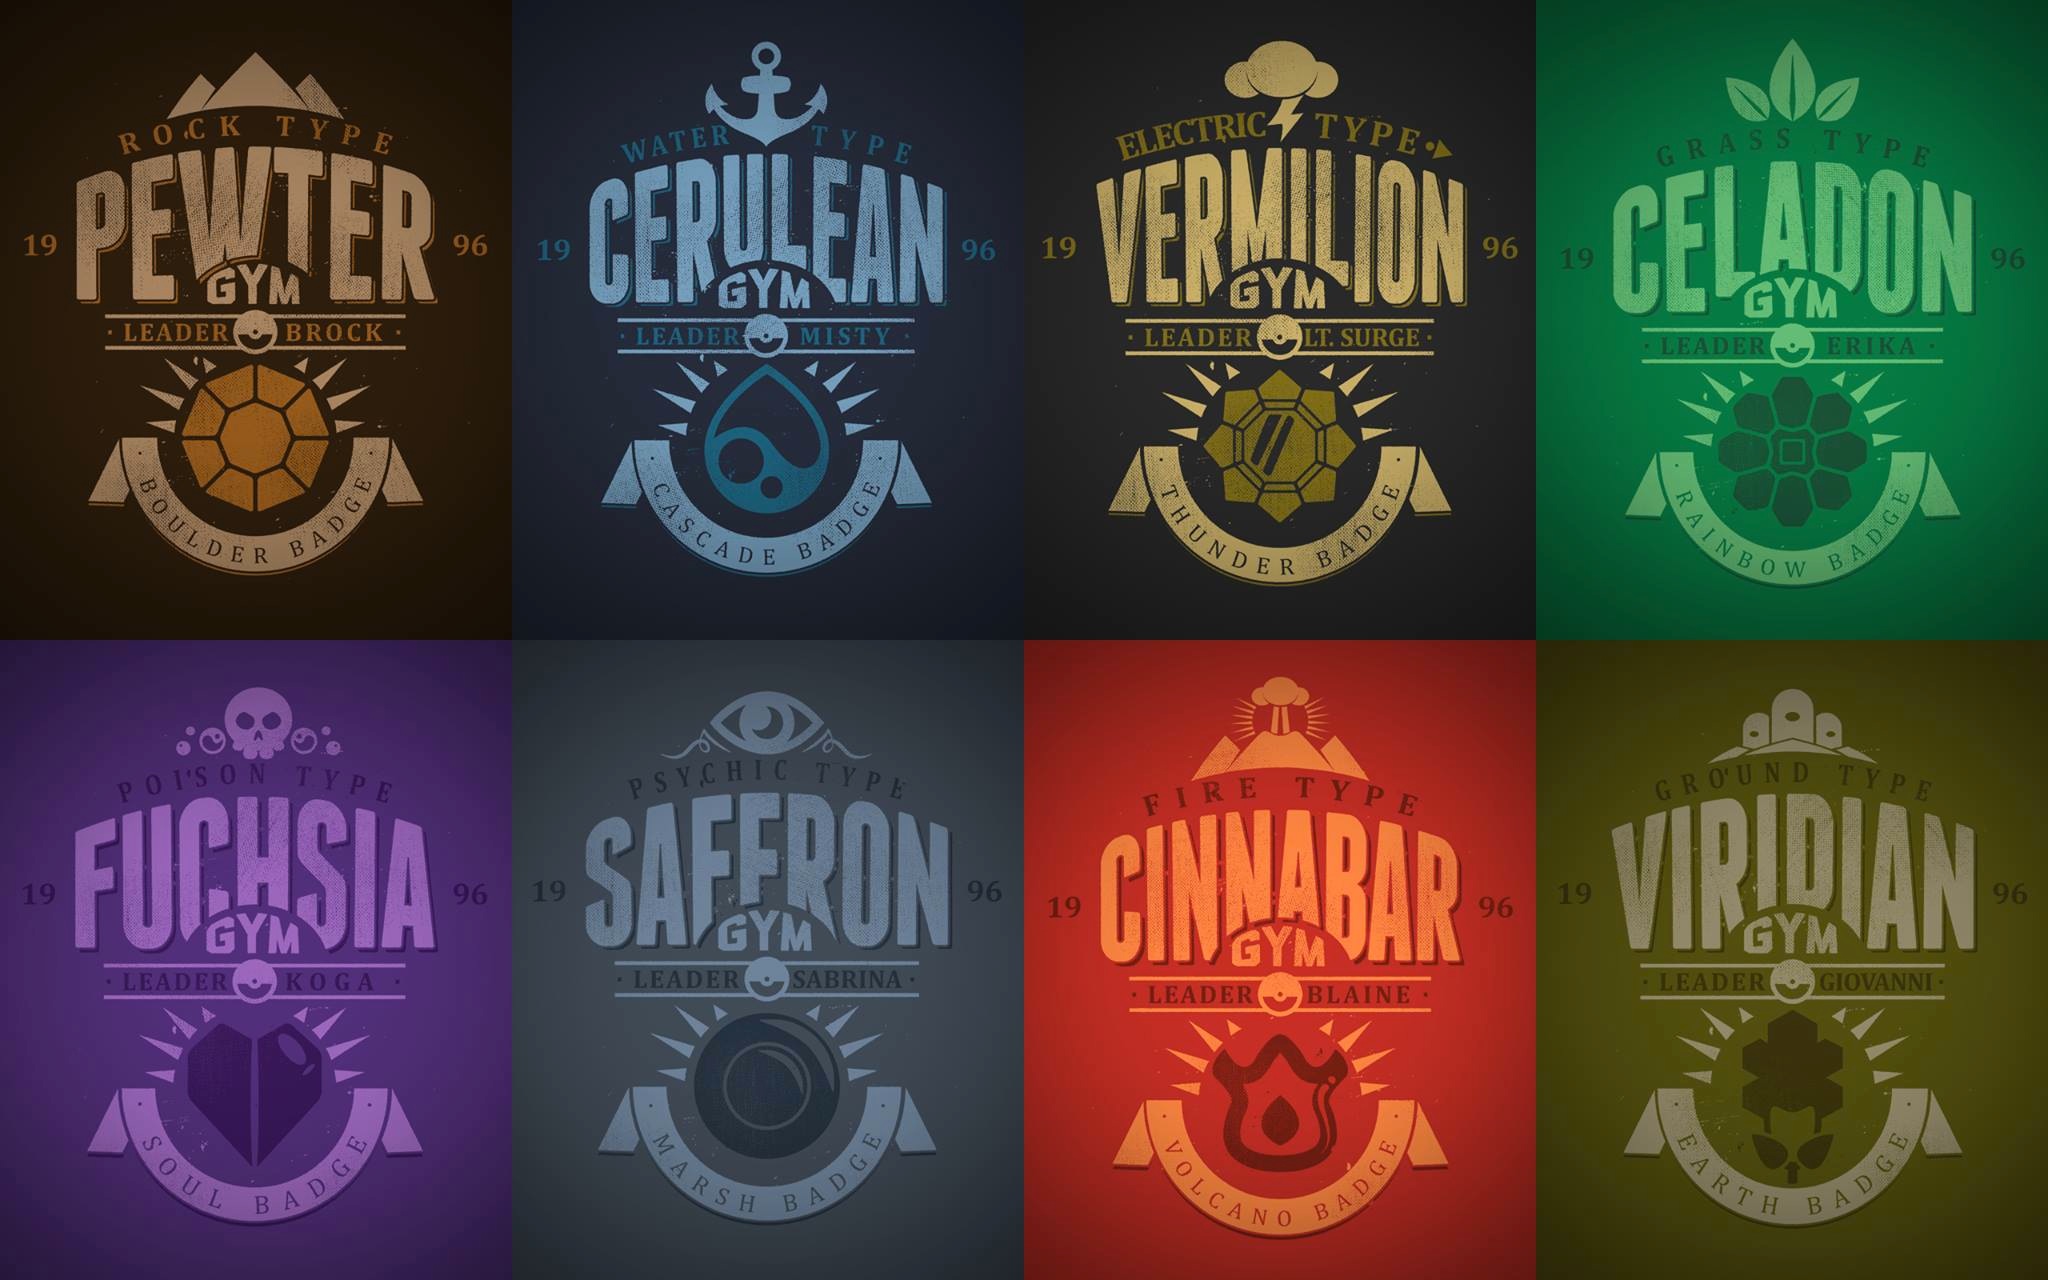 ROCK TYPE
PEWTER
19 96
GYM
· LEADER BROCK ·
BOULDER BADGE
WATER TYPE
CERULEAN
19 96
GYM
· LEADER MISTY ·
CASCADE BADGE
ELECTRIC TYPE
VERMILION
19 96
GYM
· LEADER LT. SURGE ·
THUNDER BADGE
GRASS TYPE
CELADON
19 96
GYM
· LEADER ERIKA ·
RAINBOW BADGE
POISON TYPE
FUCHSIA
19 96
GYM
· LEADER KOGA ·
SOUL BADGE
PSYCHIC TYPE
SAFFRON
19 96
GYM
· LEADER SABRINA ·
MARSH BADGE
FIRE TYPE
CINNABAR
19 96
GYM
· LEADER BLAINE ·
VOLCANO BADGE
GROUND TYPE
VIRIDIAN
19 96
GYM
· LEADER GIOVANNI ·
EARTH BADGE